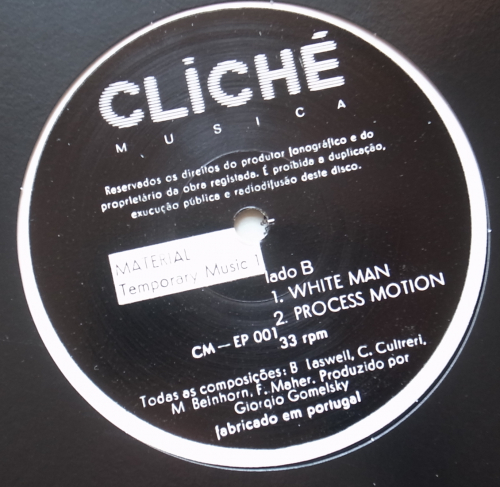 CLiCHÉ
MUSICA
Reservados os direitos do produtor fonográfico e do
proprietário da obra registada. É proibida a duplicação,
exucução pública e radiodifusão deste disco.
MATERIAL
Temporary Music 1
lado B
1. WHITE MAN
2. PROCESS MOTION
CM — EP 001
33 rpm
Todas as composições: B laswell, C. Cultreri,
M Beinhorn, F. Maher. Produzido por
Giorgio Gomelsky
fabricado em portugal